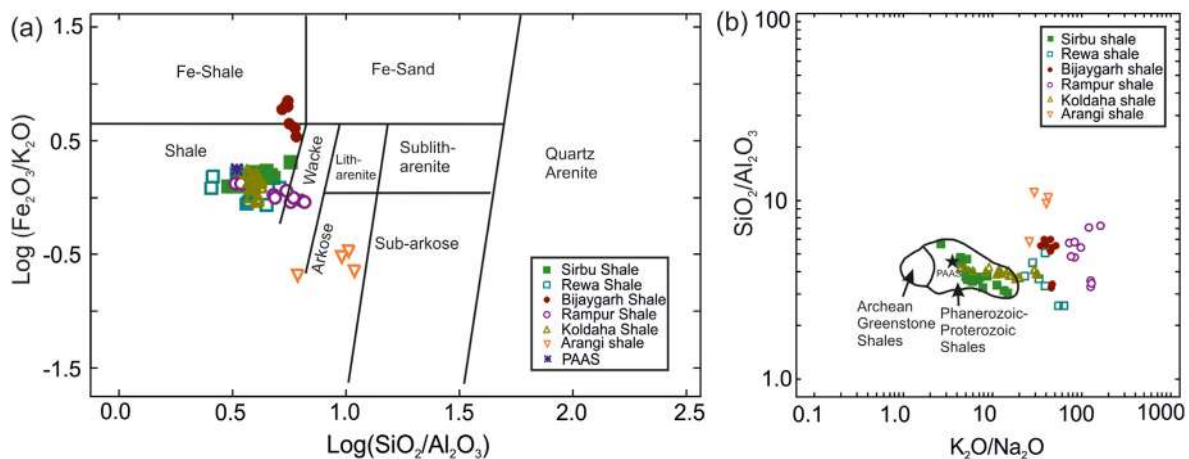 (a)
1.5
0.5
-0.5
-1.5
Log (Fe₂O₃/K₂O)
Fe-Shale
Fe-Sand
Shale
Wacke
Lith-
arenite
Sublith-
arenite
Quartz
Arenite
Arkose
Sub-arkose
Sirbu Shale
Rewa Shale
Bijaygarh Shale
Rampur Shale
Koldaha Shale
Arangi shale
PAAS
0.0
0.5
1.0
1.5
2.0
2.5
Log(SiO₂/Al₂O₃)
(b)
100
10
1.0
SiO₂/Al₂O₃
Sirbu shale
Rewa shale
Bijaygarh shale
Rampur shale
Koldaha shale
Arangi shale
PAAS
Archean
Greenstone
Shales
Phanerozoic-
Proterozoic
Shales
0.1
1.0
10
100
1000
K₂O/Na₂O